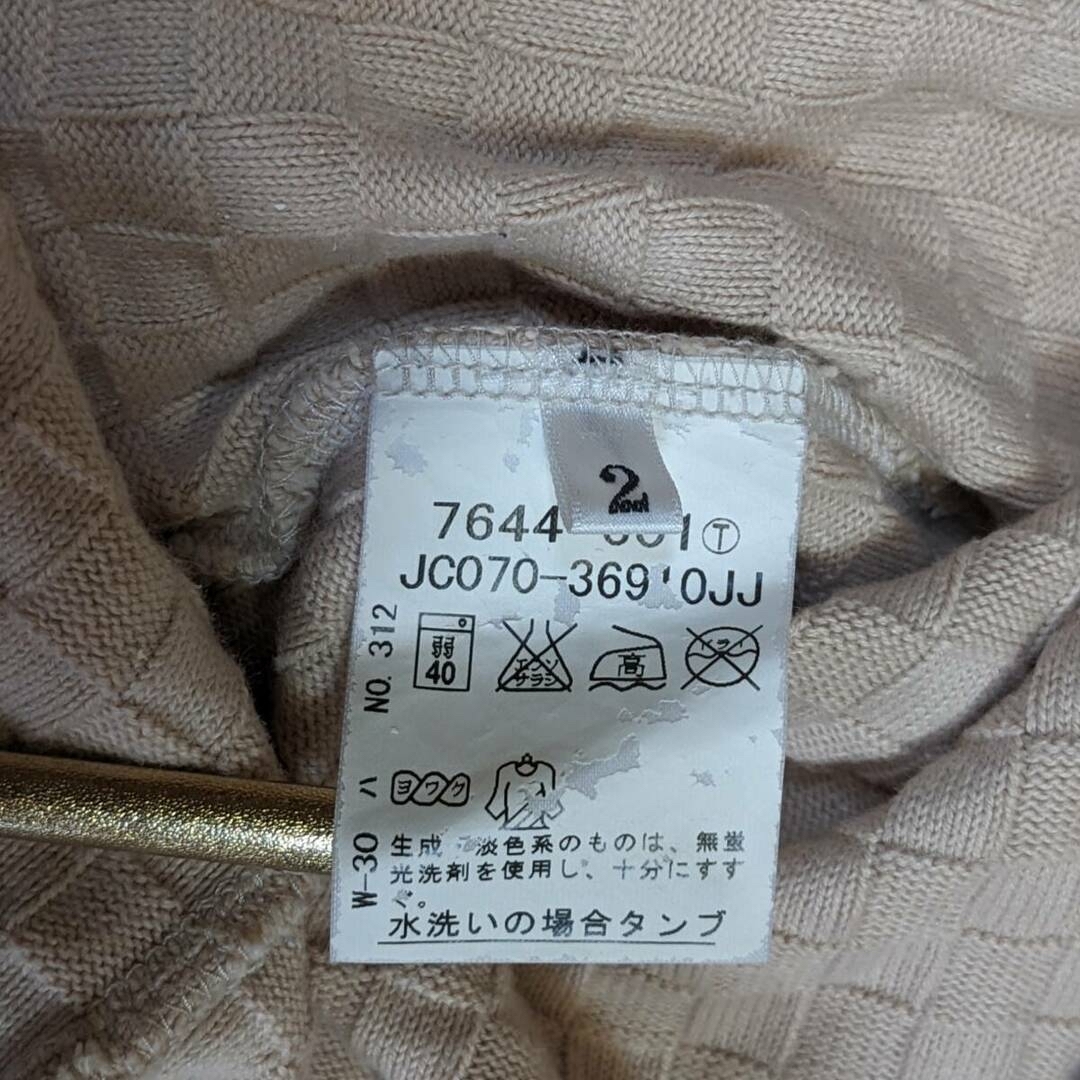 2
7644
JC070-369 0JJ
NO. 312
弱
40
エンソ
サラシ
高
ドライ
W-30 ハ
ヨワク
生成 淡色系のものは、無蛍
光洗剤を使用し、十分にすす
。
水洗いの場合タンブ